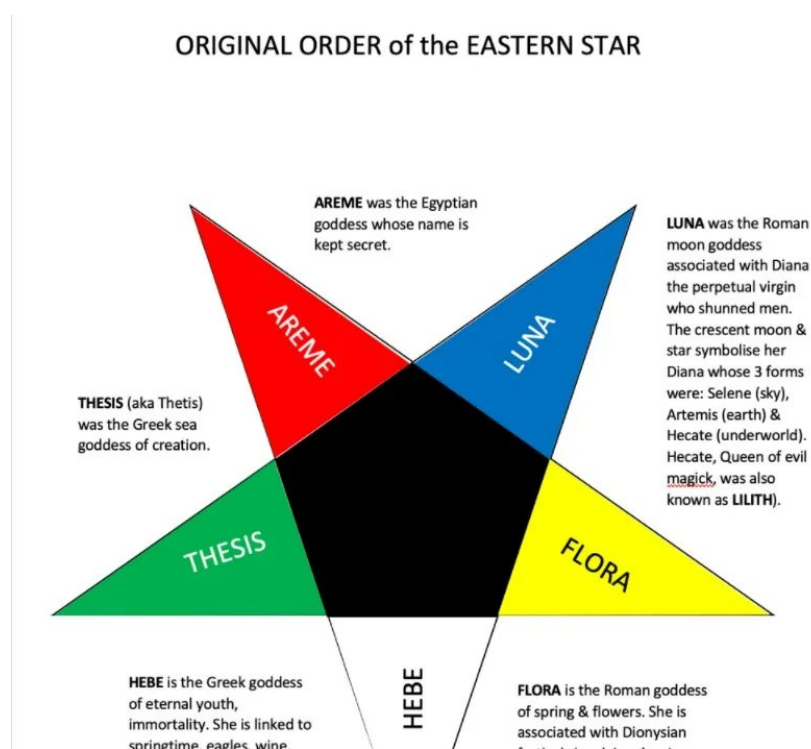 ORIGINAL ORDER of the EASTERN STAR
AREME was the Egyptian
goddess whose name is
kept secret.
LUNA was the Roman
moon goddess
associated with Diana
the perpetual virgin
who shunned men.
The crescent moon &
star symbolise her
Diana whose 3 forms
were: Selene (sky),
Artemis (earth) &
Hecate (underworld).
Hecate, Queen of evil
magick, was also
known as LILITH).
AREME
LUNA
THESIS (aka Thetis)
was the Greek sea
goddess of creation.
THESIS
FLORA
HEBE
HEBE is the Greek goddess
of eternal youth,
immortality. She is linked to
springtime, eagles, wine,
FLORA is the Roman goddess
of spring & flowers. She is
associated with Dionysian